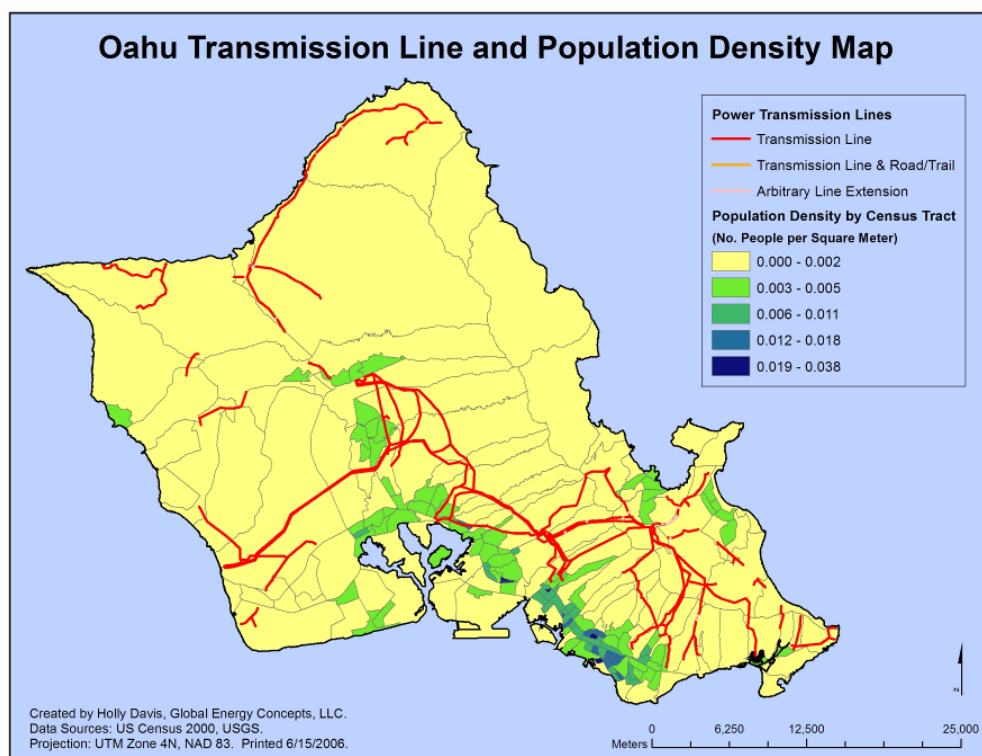 Oahu Transmission Line and Population Density Map
Power Transmission Lines
Transmission Line
Transmission Line & Road/Trail
Arbitrary Line Extension
Population Density by Census Tract
(No. People per Square Meter)
0.000 - 0.002
0.003 - 0.005
0.006 - 0.011
0.012 - 0.018
0.019 - 0.038
N
Created by Holly Davis, Global Energy Concepts, LLC.
Data Sources: US Census 2000, USGS.
Projection: UTM Zone 4N, NAD 83. Printed 6/15/2006.
0 6,250 12,500 25,000
Meters